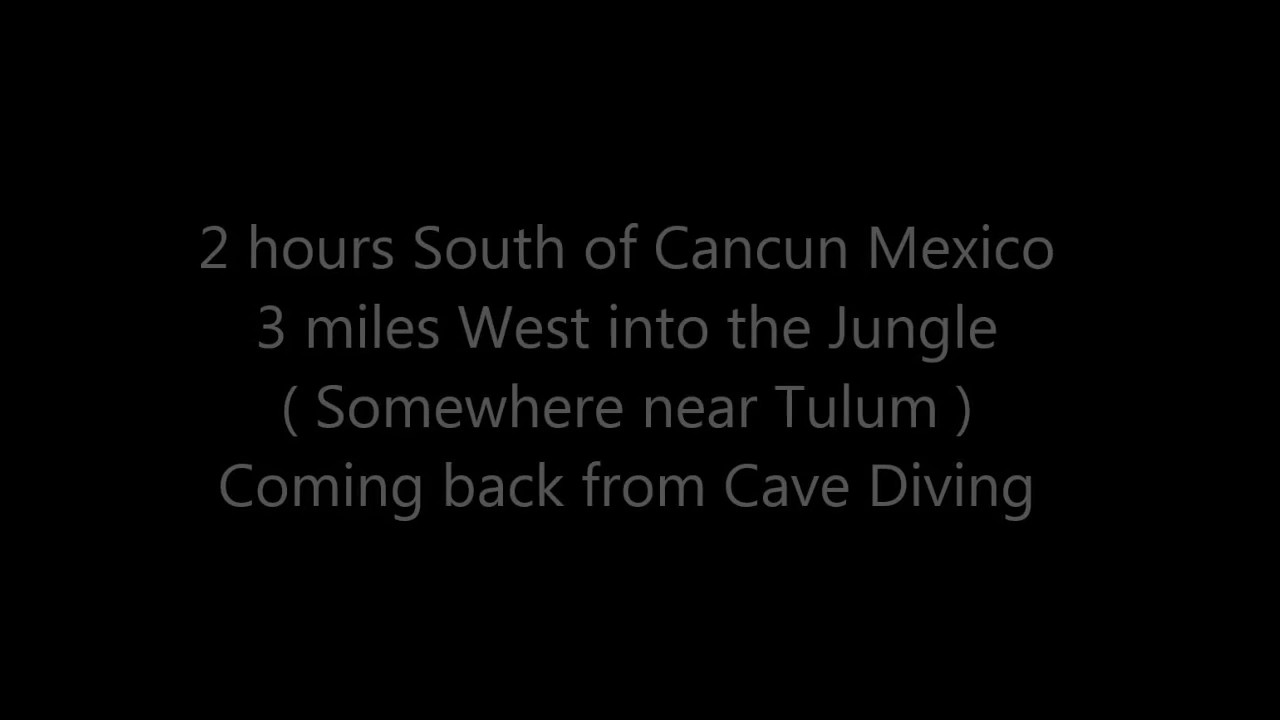 2 hours South of Cancun Mexico
3 miles West into the Jungle
( Somewhere near Tulum )
Coming back from Cave Diving